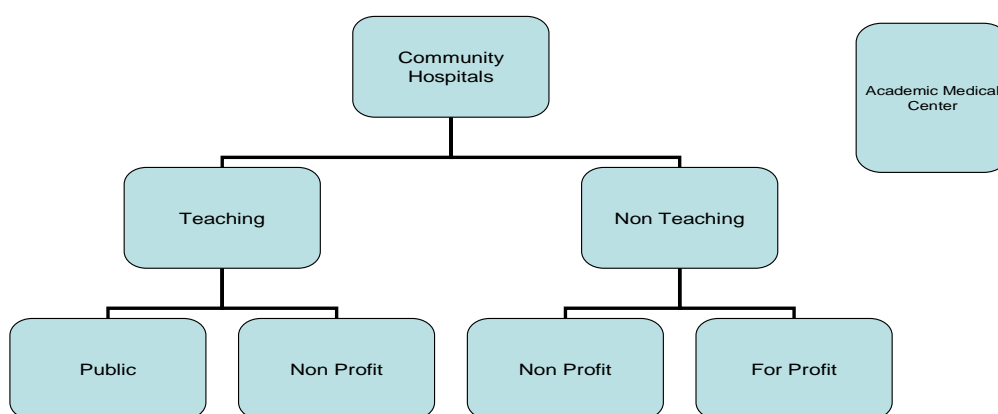 Community
Hospitals
Academic Medical
Center
Teaching
Non Teaching
Public
Non Profit
Non Profit
For Profit